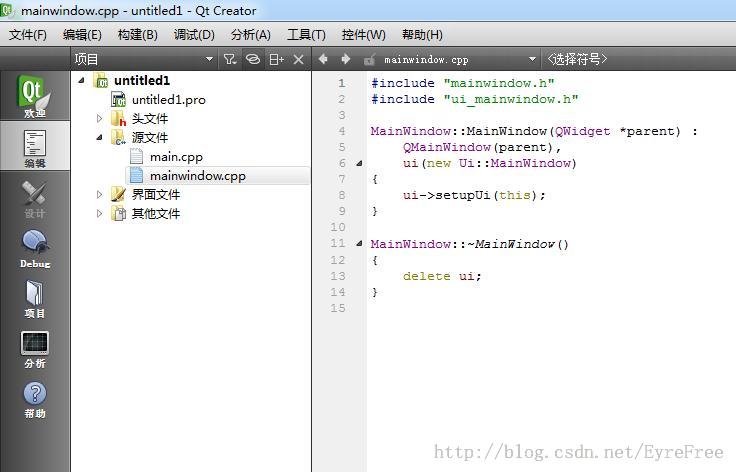 mainwindow.cpp - untitled1 - Qt Creator
文件(F) 编辑(E) 构建(B) 调试(D) 分析(A) 工具(T) 控件(W) 帮助(H)
项目
mainwindow.cpp
<选择符号>
Qt
欢迎
编辑
设计
Debug
项目
分析
帮助
untitled1
untitled1.pro
头文件
源文件
main.cpp
mainwindow.cpp
界面文件
其他文件
1 #include "mainwindow.h"
2 #include "ui_mainwindow.h"
3
4 MainWindow::MainWindow(QWidget *parent) :
5 QMainWindow(parent),
6 ui(new Ui::MainWindow)
7 {
8 ui->setupUi(this);
9 }
10
11 MainWindow::~MainWindow()
12 {
13 delete ui;
14 }
15
http://blog.csdn.net/EyreFree